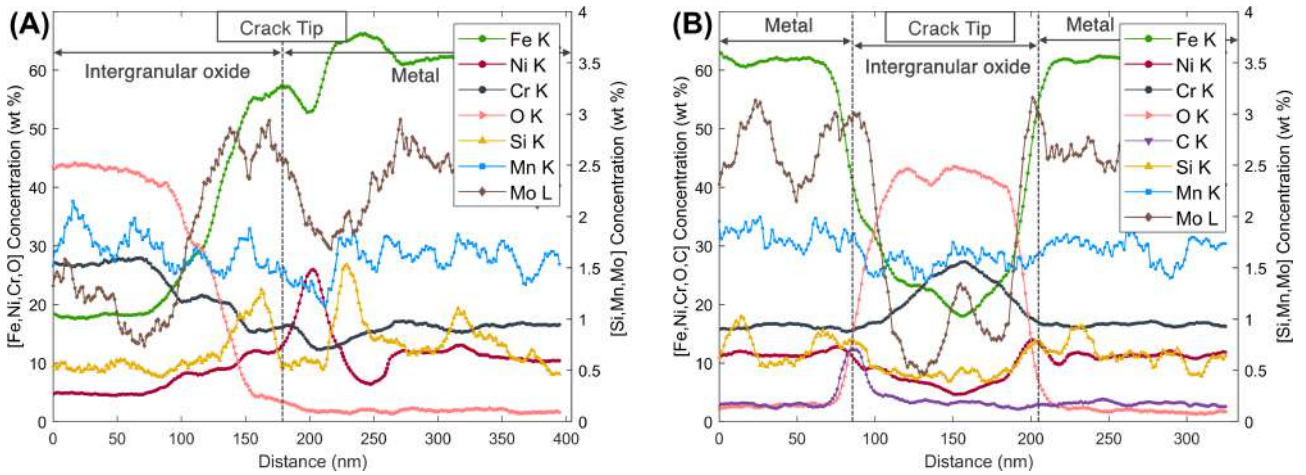 (A)
Crack Tip
Intergranular oxide
Metal
Fe K
Ni K
Cr K
O K
Si K
Mn K
Mo L
[Fe,Ni,Cr,O] Concentration (wt %)
0
10
20
30
40
50
60
[Si,Mn,Mo] Concentration (wt %)
0
0.5
1
1.5
2
2.5
3
3.5
4
0 50 100 150 200 250 300 350 400
Distance (nm)
(B)
Metal
Crack Tip
Metal
Intergranular oxide
Fe K
Ni K
Cr K
O K
C K
Si K
Mn K
Mo L
[Fe,Ni,Cr,O,C] Concentration (wt %)
0
10
20
30
40
50
60
[Si,Mn,Mo] Concentration (wt %)
0
0.5
1
1.5
2
2.5
3
3.5
4
0 50 100 150 200 250 300
Distance (nm)